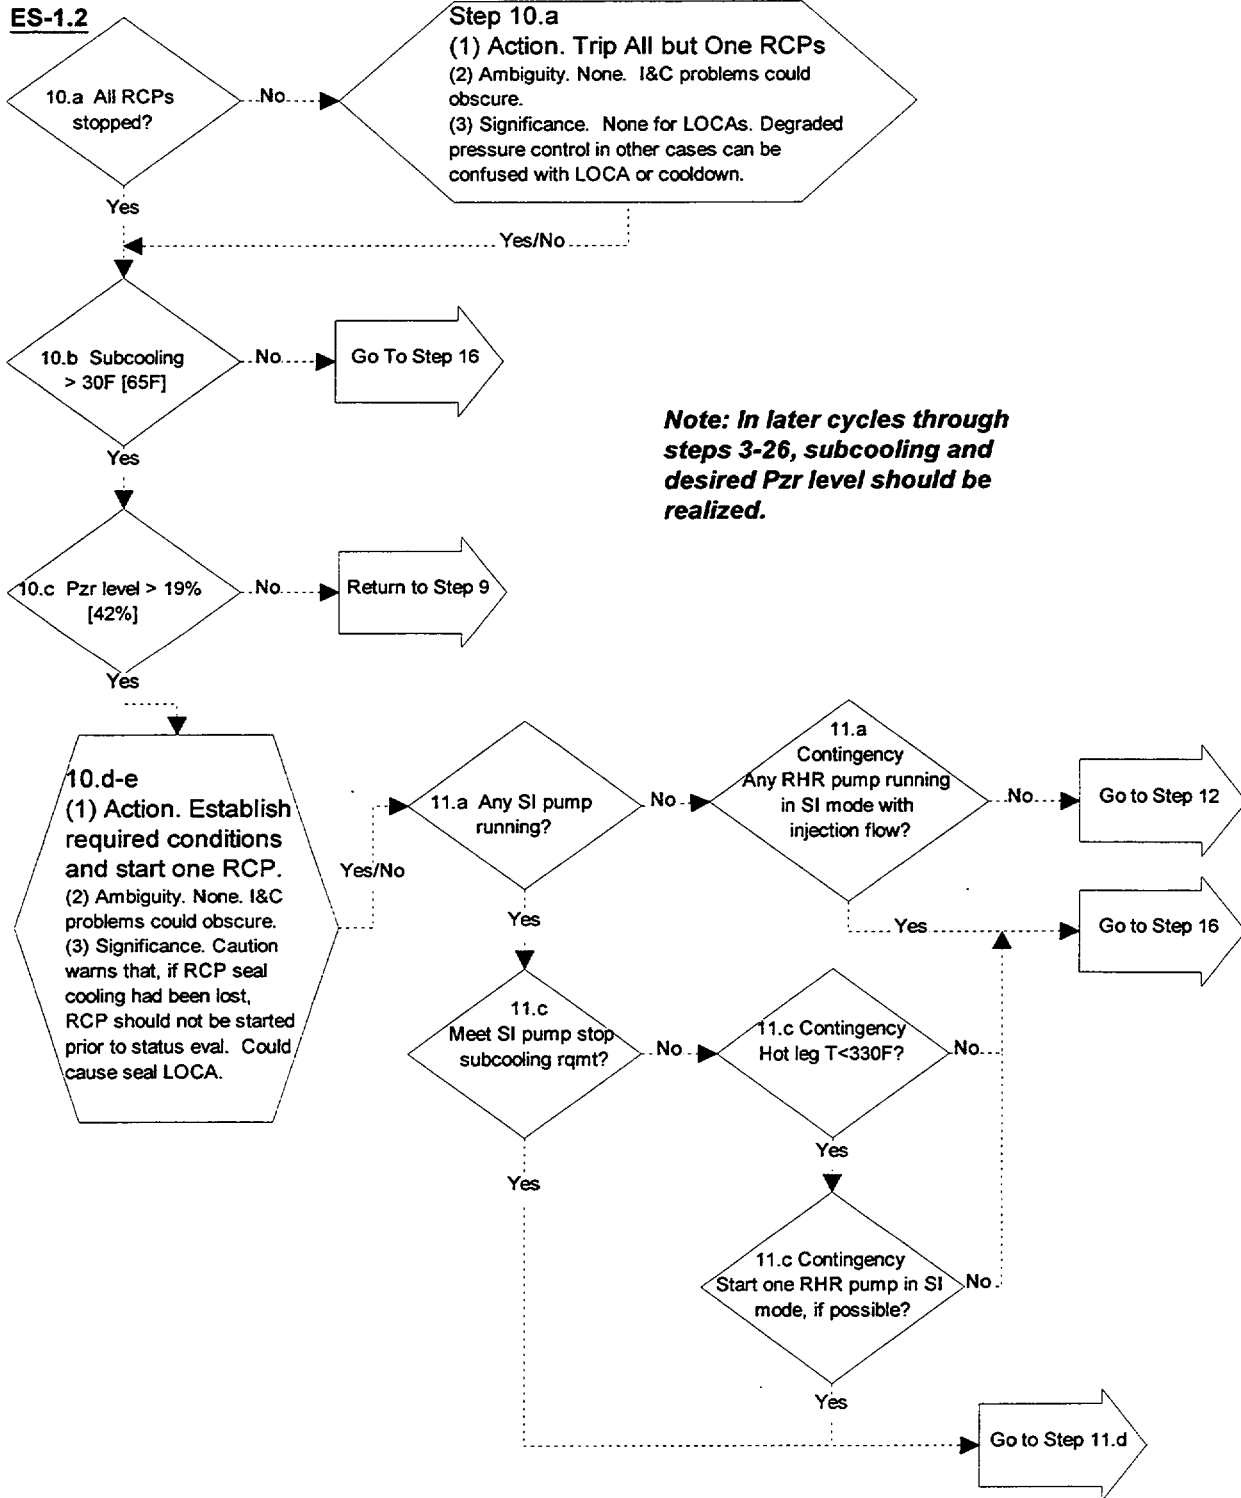 ES-1.2
10.a All RCPs
stopped?
No
Step 10.a
(1) Action. Trip All but One RCPs
(2) Ambiguity. None. I&C problems could
obscure.
(3) Significance. None for LOCAs. Degraded
pressure control in other cases can be
confused with LOCA or cooldown.
Yes
Yes/No
10.b Subcooling
> 30F [65F]
No
Go To Step 16
Yes
Note: In later cycles through
steps 3-26, subcooling and
desired Pzr level should be
realized.
10.c Pzr level > 19%
[42%]
No
Return to Step 9
Yes
10.d-e
(1) Action. Establish
required conditions
and start one RCP.
(2) Ambiguity. None. I&C
problems could obscure.
(3) Significance. Caution
warns that, if RCP seal
cooling had been lost,
RCP should not be started
prior to status eval. Could
cause seal LOCA.
Yes/No
11.a Any SI pump
running?
No
11.a
Contingency
Any RHR pump running
in SI mode with
injection flow?
No
Go to Step 12
Yes
Yes
Go to Step 16
11.c
Meet SI pump stop
subcooling rqmt?
No
11.c Contingency
Hot leg T<330F?
No
Yes
Yes
11.c Contingency
Start one RHR pump in SI
mode, if possible?
No
Yes
Go to Step 11.d